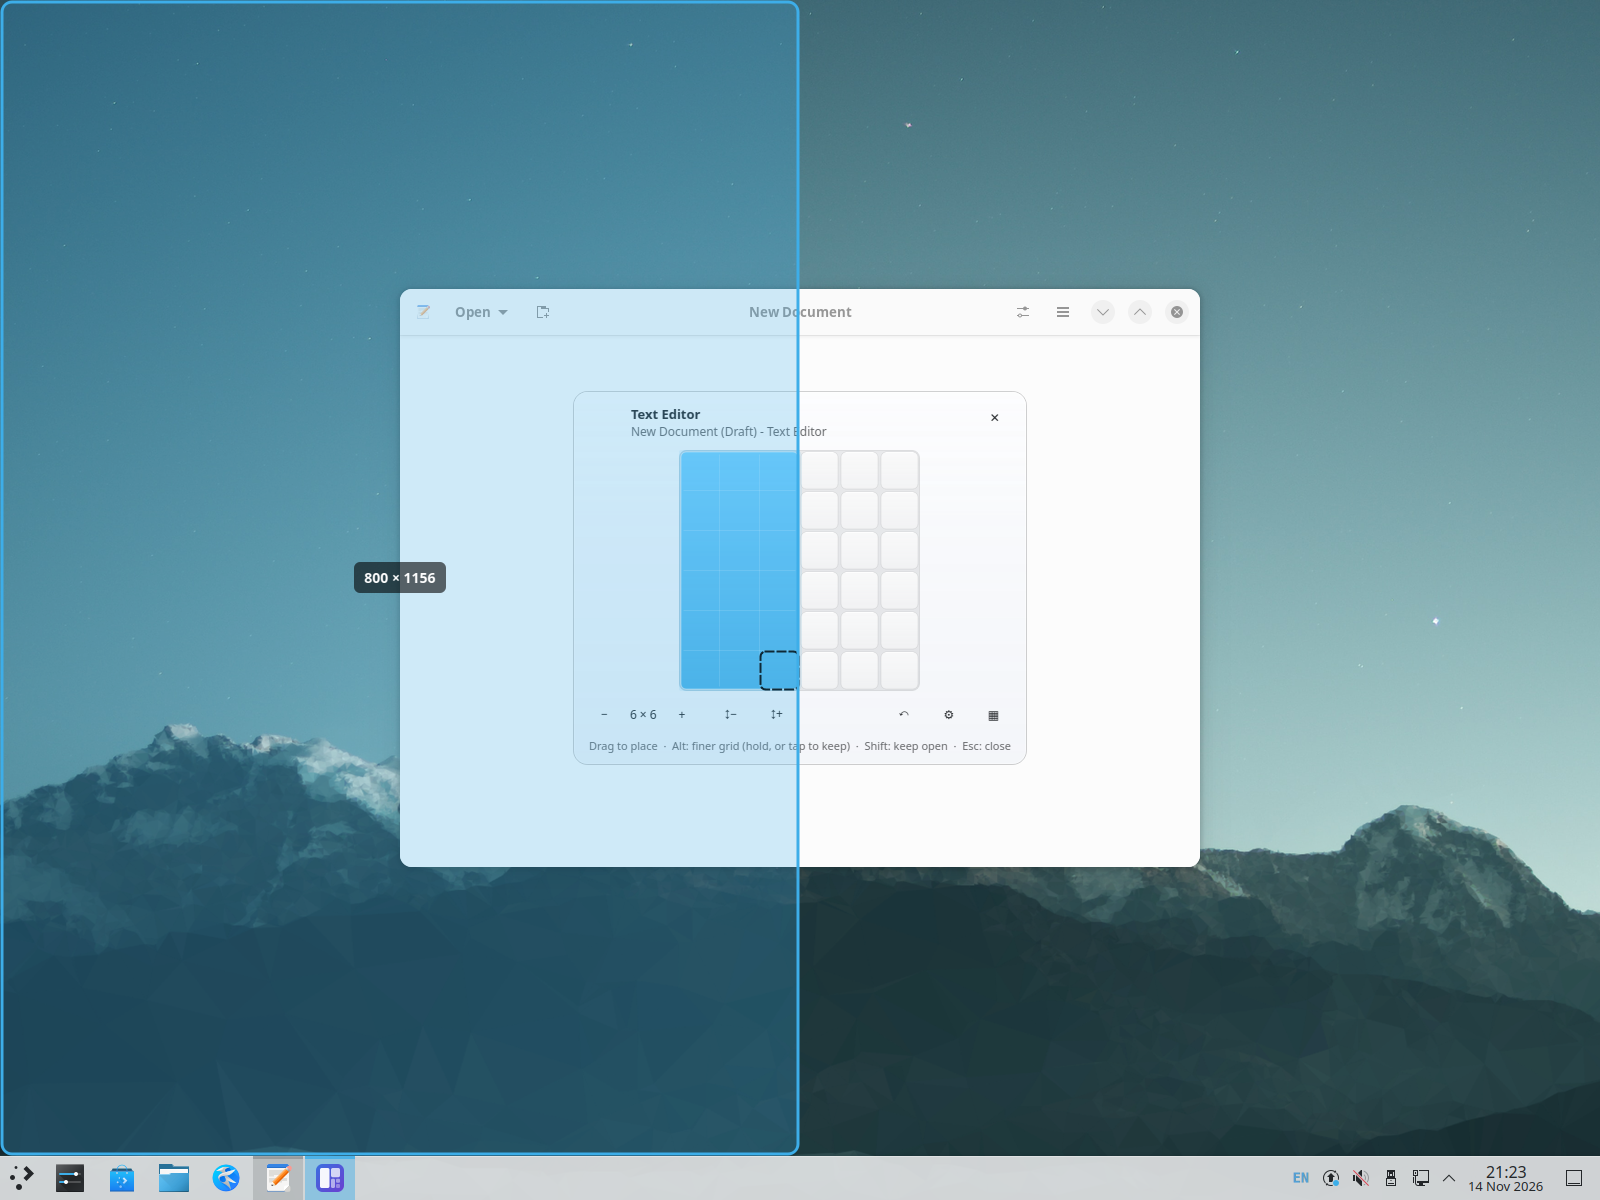 Open
New Document
Text Editor
New Document (Draft) - Text Editor
800 × 1156
− 6 × 6 + ↕− ↕+
Drag to place · Alt: finer grid (hold, or tap to keep) · Shift: keep open · Esc: close
EN
21:23
14 Nov 2026